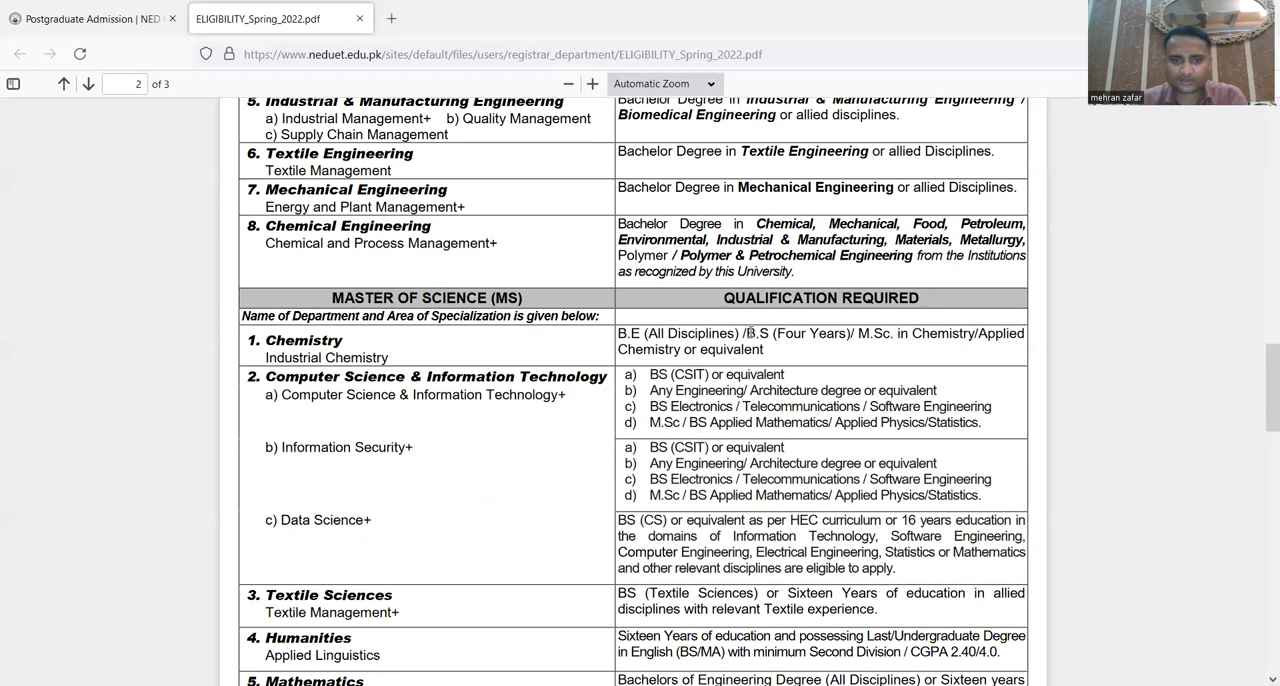 Postgraduate Admission | NED
ELIGIBILITY_Spring_2022.pdf
https://www.neduet.edu.pk/sites/default/files/users/registrar_department/ELIGIBILITY_Spring_2022.pdf
2 of 3
Automatic Zoom
mehran zafar
5. Industrial & Manufacturing Engineering
a) Industrial Management+ b) Quality Management
c) Supply Chain Management
Bachelor Degree in Industrial & Manufacturing Engineering /
Biomedical Engineering or allied disciplines.
6. Textile Engineering
Textile Management
Bachelor Degree in Textile Engineering or allied Disciplines.
7. Mechanical Engineering
Energy and Plant Management+
Bachelor Degree in Mechanical Engineering or allied Disciplines.
8. Chemical Engineering
Chemical and Process Management+
Bachelor Degree in Chemical, Mechanical, Food, Petroleum,
Environmental, Industrial & Manufacturing, Materials, Metallurgy,
Polymer / Polymer & Petrochemical Engineering from the Institutions
as recognized by this University.
MASTER OF SCIENCE (MS)
QUALIFICATION REQUIRED
Name of Department and Area of Specialization is given below:
1. Chemistry
Industrial Chemistry
B.E (All Disciplines) /B.S (Four Years)/ M.Sc. in Chemistry/Applied
Chemistry or equivalent
2. Computer Science & Information Technology
a) Computer Science & Information Technology+
a) BS (CSIT) or equivalent
b) Any Engineering/ Architecture degree or equivalent
c) BS Electronics / Telecommunications / Software Engineering
d) M.Sc / BS Applied Mathematics/ Applied Physics/Statistics.
b) Information Security+
a) BS (CSIT) or equivalent
b) Any Engineering/ Architecture degree or equivalent
c) BS Electronics / Telecommunications / Software Engineering
d) M.Sc / BS Applied Mathematics/ Applied Physics/Statistics.
c) Data Science+
BS (CS) or equivalent as per HEC curriculum or 16 years education in
the domains of Information Technology, Software Engineering,
Computer Engineering, Electrical Engineering, Statistics or Mathematics
and other relevant disciplines are eligible to apply.
3. Textile Sciences
Textile Management+
BS (Textile Sciences) or Sixteen Years of education in allied
disciplines with relevant Textile experience.
4. Humanities
Applied Linguistics
Sixteen Years of education and possessing Last/Undergraduate Degree
in English (BS/MA) with minimum Second Division / CGPA 2.40/4.0.
5. Mathematics
Bachelors of Engineering Degree (All Disciplines) or Sixteen years